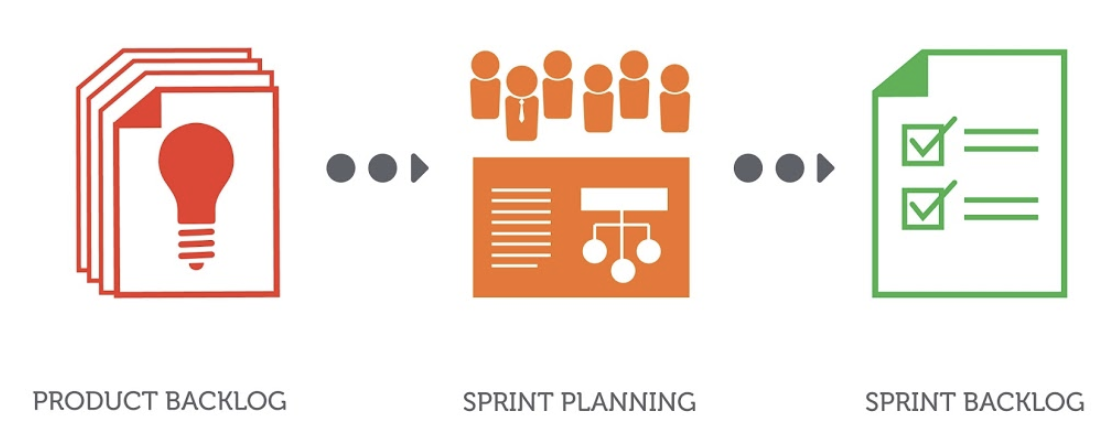 PRODUCT BACKLOG
SPRINT PLANNING
SPRINT BACKLOG